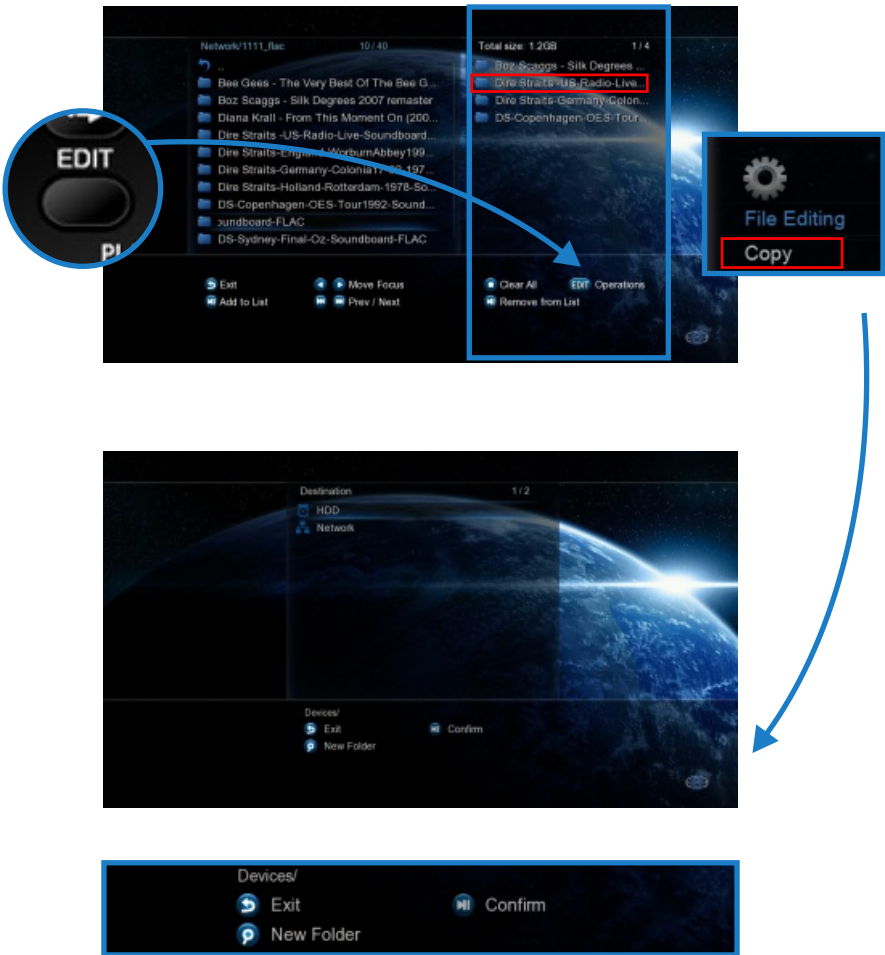 Network/1111_flac 10 / 40
..
Bee Gees - The Very Best Of The Bee G...
Boz Scaggs - Silk Degrees 2007 remaster
Diana Krall - From This Moment On (200...
Dire Straits -US-Radio-Live-Soundboard...
Dire Straits-England-WorburnAbbey199...
Dire Straits-Germany-Colonia17-02-197...
Dire Straits-Holland-Rotterdam-1978-So...
DS-Copenhagen-OES-Tour1992-Sound...
oundboard-FLAC
DS-Sydney-Final-Oz-Soundboard-FLAC
Total size: 1.2GB 1 / 4
Boz Scaggs - Silk Degrees ...
Dire Straits -US-Radio-Live...
Dire Straits-Germany-Colon...
DS-Copenhagen-OES-Tour...
EDIT
PL
Exit Move Focus
Add to List Prev / Next
Clear All EDIT Operations
Remove from List
File Editing
Copy
Destination 1 / 2
HDD
Network
Devices/
Exit Confirm
New Folder
Devices/
Exit Confirm
New Folder